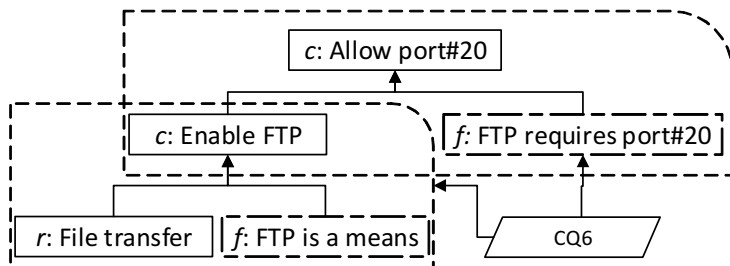 c: Allow port#20
c: Enable FTP
f: FTP requires port#20
r: File transfer
f: FTP is a means
CQ6